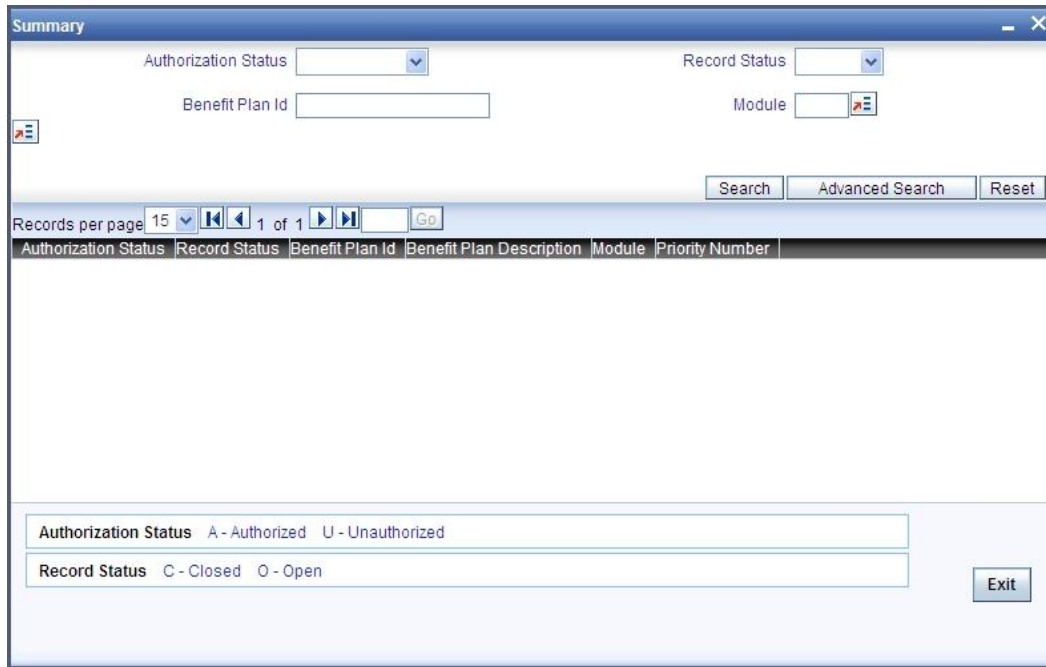 Summary
Authorization Status Record Status
Benefit Plan Id Module
Search Advanced Search Reset
Records per page 15 1 of 1 Go
Authorization Status Record Status Benefit Plan Id Benefit Plan Description Module Priority Number
Authorization Status A - Authorized U - Unauthorized
Record Status C - Closed O - Open
Exit